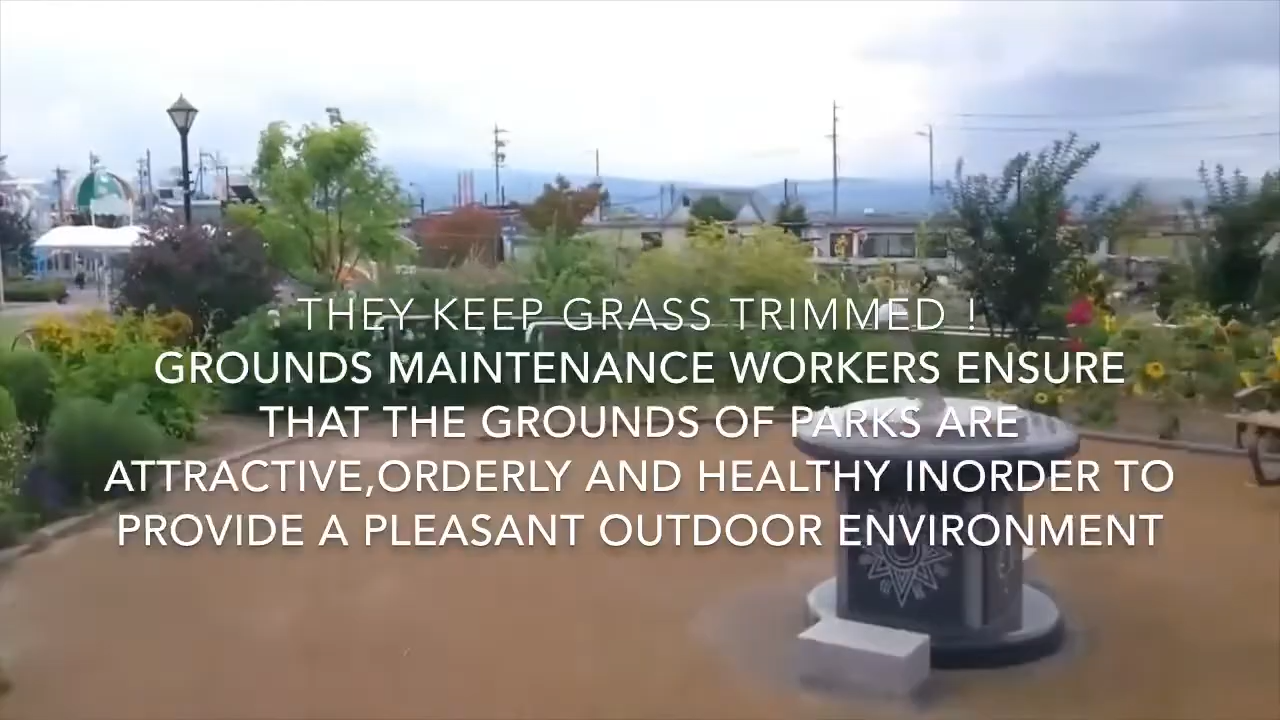 THEY KEEP GRASS TRIMMED !
GROUNDS MAINTENANCE WORKERS ENSURE
THAT THE GROUNDS OF PARKS ARE
ATTRACTIVE,ORDERLY AND HEALTHY INORDER TO
PROVIDE A PLEASANT OUTDOOR ENVIRONMENT